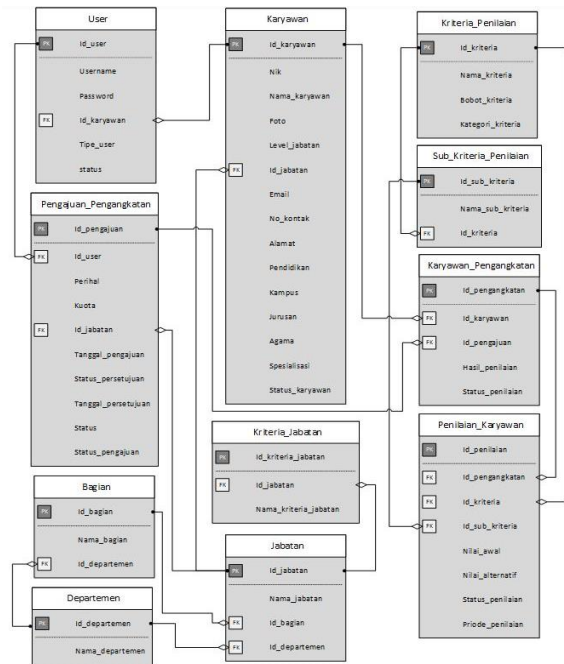 User
PK Id_user
Username
Password
FK Id_karyawan
Tipe_user
status
Pengajuan_Pengangkatan
PK Id_pengajuan
FK Id_user
Perihal
Kuota
FK Id_jabatan
Tanggal_pengajuan
Status_persetujuan
Tanggal_persetujuan
Status
Status_pengajuan
Bagian
PK Id_bagian
Nama_bagian
FK Id_departemen
Departemen
PK Id_departemen
Nama_departemen
Karyawan
PK Id_karyawan
Nik
Nama_karyawan
Foto
Level_jabatan
FK Id_jabatan
Email
No_kontak
Alamat
Pendidikan
Kampus
Jurusan
Agama
Spesialisasi
Status_karyawan
Kriteria_Jabatan
PK Id_kriteria_jabatan
FK Id_jabatan
Nama_kriteria_jabatan
Jabatan
PK Id_jabatan
Nama_jabatan
FK Id_bagian
FK Id_departemen
Kriteria_Penilaian
PK Id_kriteria
Nama_kriteria
Bobot_kriteria
Kategori_kriteria
Sub_Kriteria_Penilaian
PK Id_sub_kriteria
Nama_sub_kriteria
FK Id_kriteria
Karyawan_Pengangkatan
PK Id_pengangkatan
FK Id_karyawan
FK Id_pengajuan
Hasil_penilaian
Status_penilaian
Penilaian_Karyawan
PK Id_penilaian
FK Id_pengangkatan
FK Id_kriteria
FK Id_sub_kriteria
Nilai_awal
Nilai_alternatif
Status_penilaian
Priode_penilaian